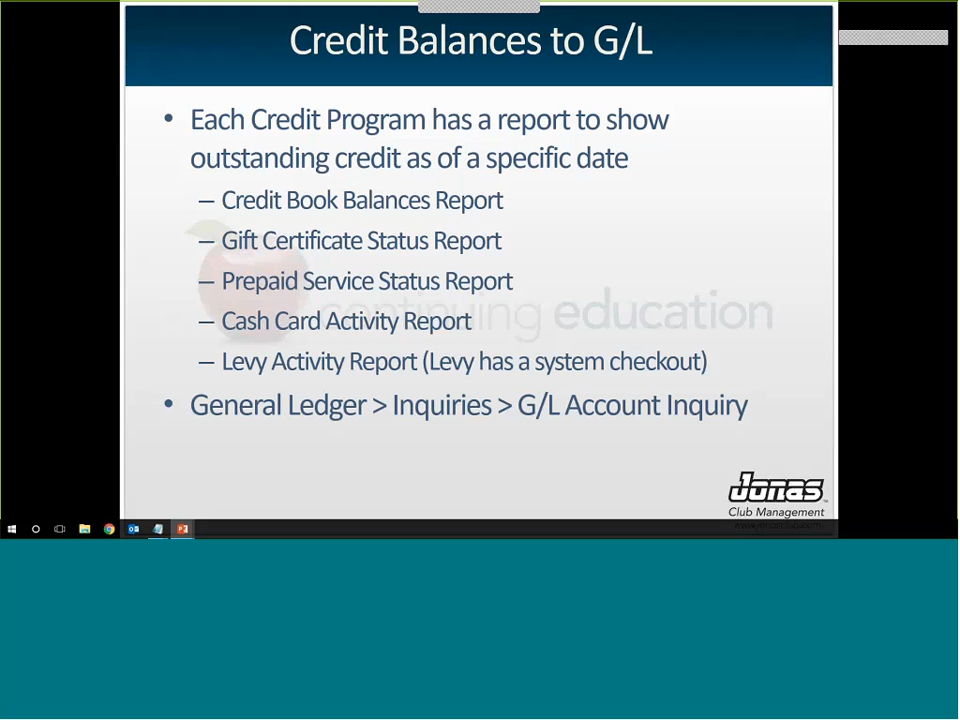 Credit Balances to G/L
• Each Credit Program has a report to show
outstanding credit as of a specific date
– Credit Book Balances Report
– Gift Certificate Status Report
– Prepaid Service Status Report
– Cash Card Activity Report
– Levy Activity Report (Levy has a system checkout)
• General Ledger > Inquiries > G/L Account Inquiry
continuing education
Jonas
Club Management